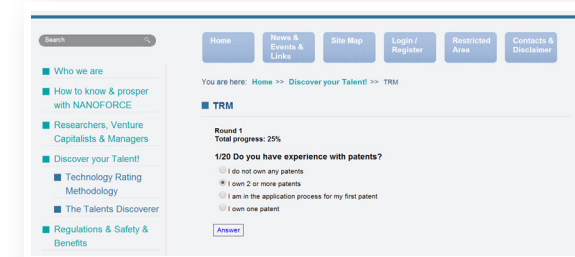 Search
Home
News &
Events &
Links
Site Map
Login /
Register
Restricted
Area
Contacts &
Disclaimer
Who we are
How to know & prosper
with NANOFORCE
Researchers, Venture
Capitalists & Managers
Discover your Talent!
Technology Rating
Methodology
The Talents Discoverer
Regulations & Safety &
Benefits
You are here: Home >> Discover your Talent! >> TRM
TRM
Round 1
Total progress: 25%
1/20 Do you have experience with patents?
I do not own any patents
I own 2 or more patents
I am in the application process for my first patent
I own one patent
Answer